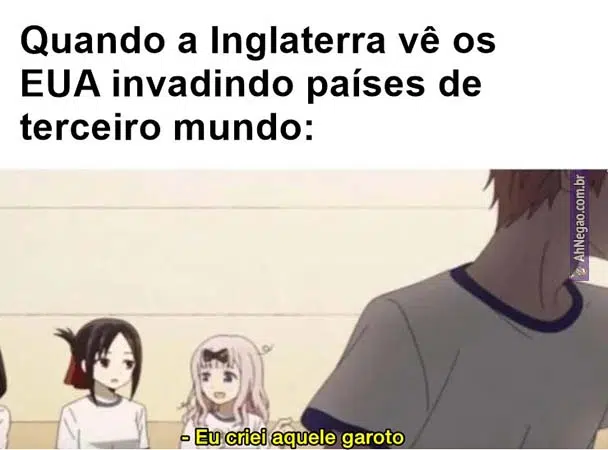 Quando a Inglaterra vê os
EUA invadindo países de
terceiro mundo:
AhNegao.com.br
- Eu criei aquele garoto